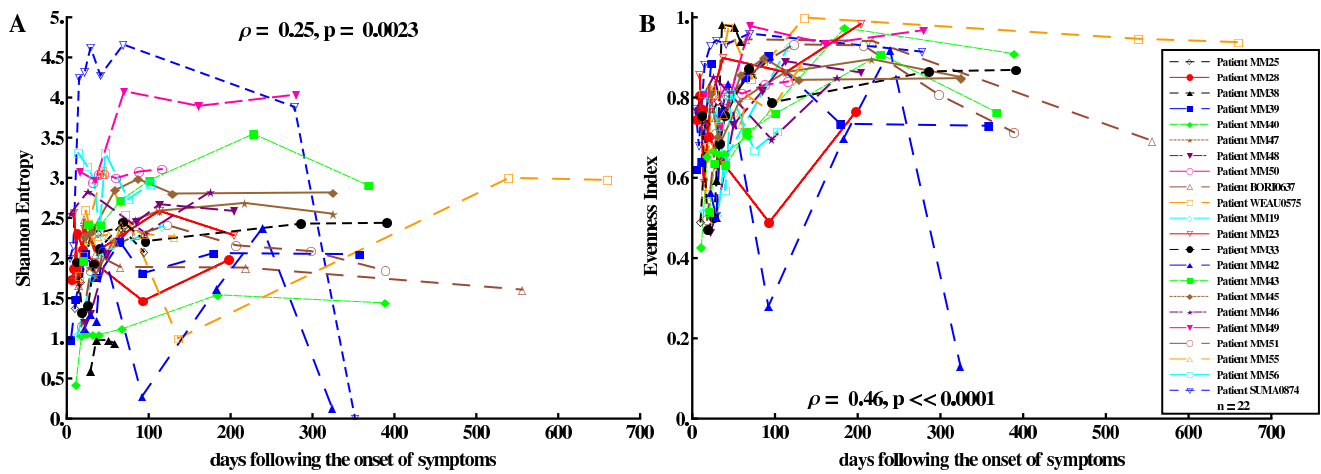 A
ρ = 0.25, p = 0.0023
Shannon Entropy
5.
4.5
4.
3.5
3.
2.5
2.
1.5
1.
0.5
0.
0 100 200 300 400 500 600 700
days following the onset of symptoms
B
Evenness Index
1.
0.8
0.6
0.4
0.2
0.
ρ = 0.46, p << 0.0001
0 100 200 300 400 500 600 700
days following the onset of symptoms
Patient MM25
Patient MM28
Patient MM38
Patient MM39
Patient MM40
Patient MM47
Patient MM48
Patient MM50
Patient BORI0637
Patient WEAU0575
Patient MM19
Patient MM23
Patient MM33
Patient MM42
Patient MM43
Patient MM45
Patient MM46
Patient MM49
Patient MM51
Patient MM55
Patient MM56
Patient SUMA0874
n = 22